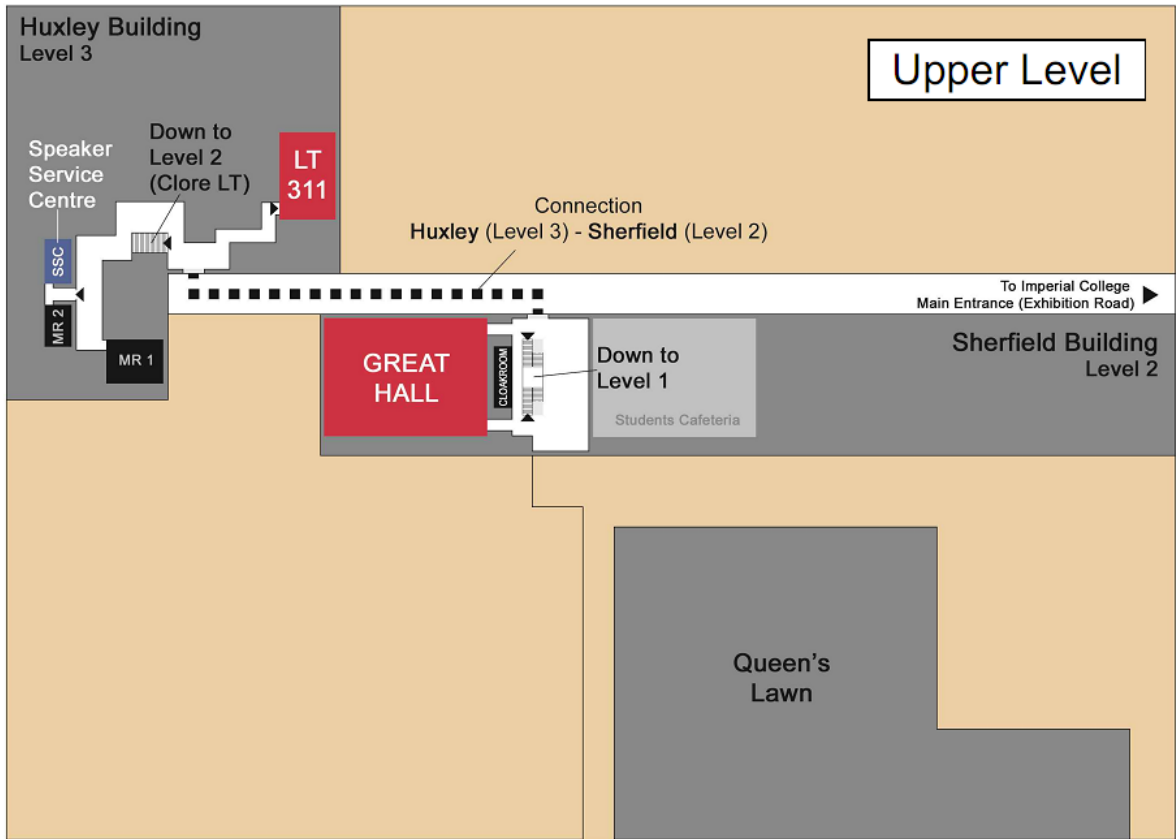 Huxley Building
Level 3
Upper Level
Speaker
Service
Centre
Down to
Level 2
(Clore LT)
LT
311
Connection
Huxley (Level 3) - Sherfield (Level 2)
SSC
MR 2
MR 1
To Imperial College
Main Entrance (Exhibition Road)
GREAT
HALL
CLOAKROOM
Down to
Level 1
Students Cafeteria
Sherfield Building
Level 2
Queen's
Lawn